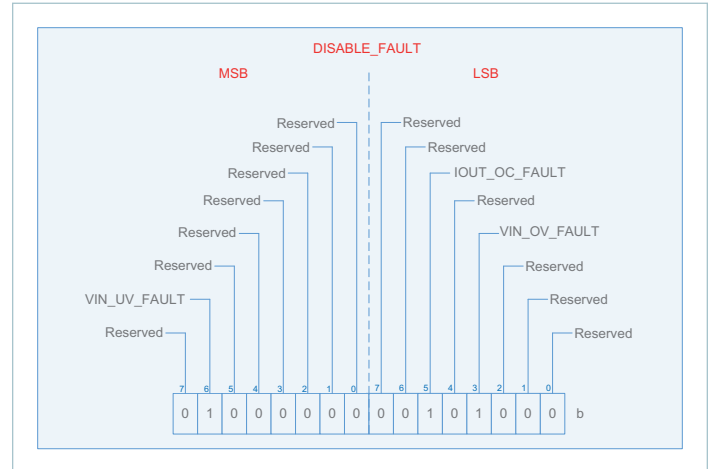 DISABLE_FAULT
MSB LSB
Reserved Reserved
Reserved Reserved
Reserved IOUT_OC_FAULT
Reserved Reserved
Reserved VIN_OV_FAULT
Reserved Reserved
VIN_UV_FAULT Reserved
Reserved Reserved
7 6 5 4 3 2 1 0 7 6 5 4 3 2 1 0
0 1 0 0 0 0 0 0 0 0 1 0 1 0 0 0 b